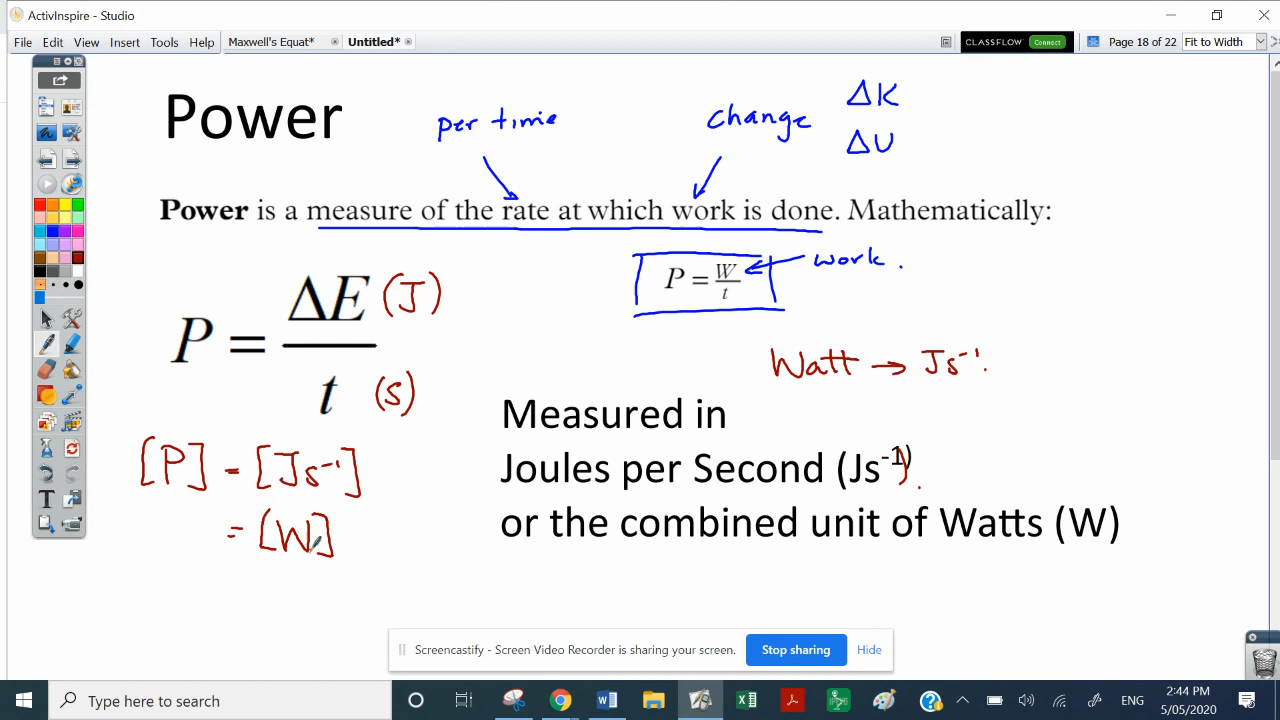 ActivInspire - Studio
File Edit View Insert Tools Help
Maxwell's Equat* × Untitled* ×
CLASSFLOW Connect
Page 18 of 22 Fit to Width
Power
per time
change
ΔK
ΔU
Power is a measure of the rate at which work is done. Mathematically:
P = W/t
work.
P = ΔE/t
(J)
(s)
Watt → Js⁻¹.
[P] = [Js⁻¹]
= [W]
Measured in
Joules per Second (Js⁻¹).
or the combined unit of Watts (W)
Screencastify - Screen Video Recorder is sharing your screen. Stop sharing Hide
Type here to search
ENG
2:44 PM
5/05/2020